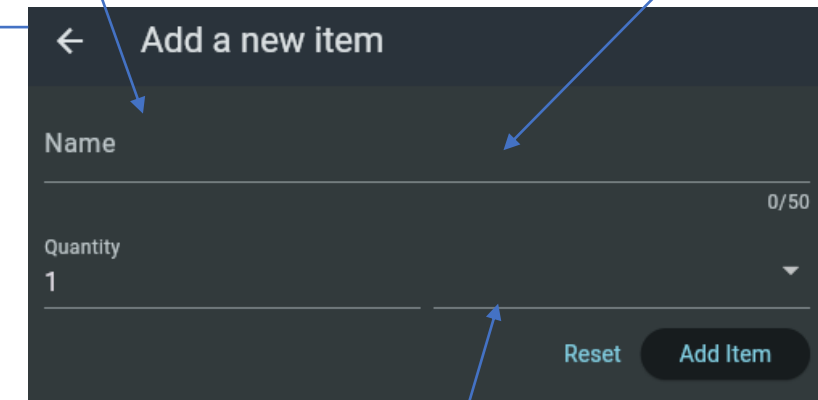 Add a new item
Name
0/50
Quantity
1
Reset Add Item